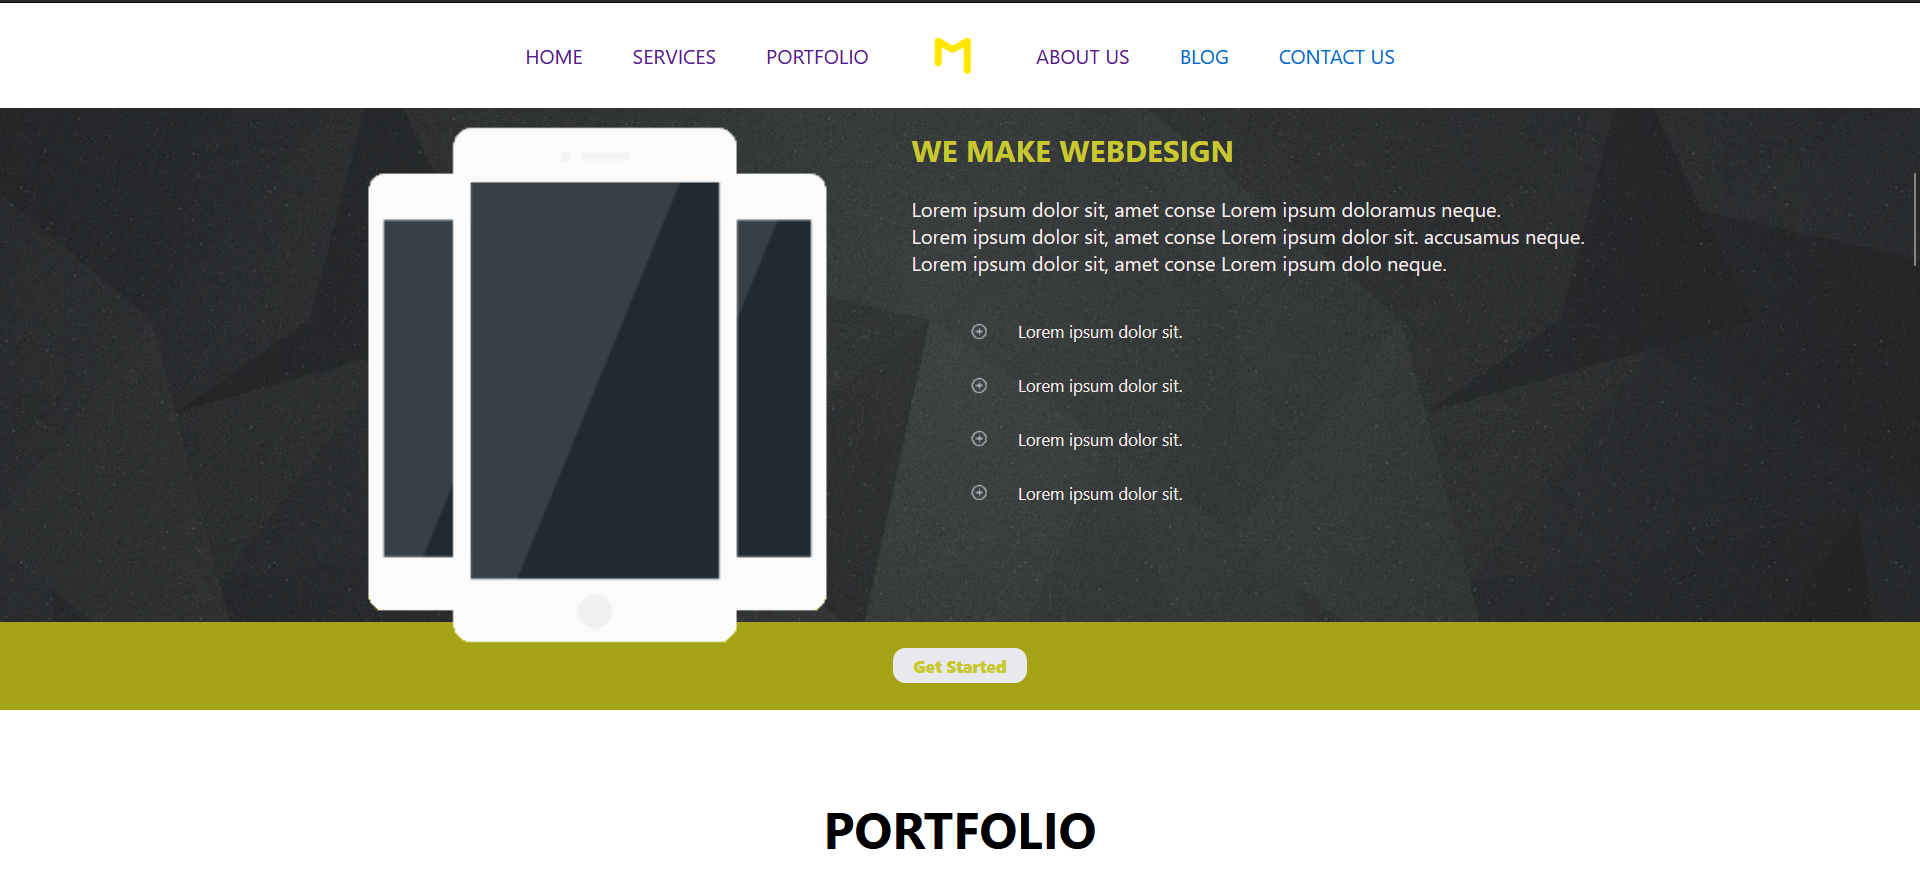 HOME SERVICES PORTFOLIO M ABOUT US BLOG CONTACT US
WE MAKE WEBDESIGN
Lorem ipsum dolor sit, amet conse Lorem ipsum doloramus neque.
Lorem ipsum dolor sit, amet conse Lorem ipsum dolor sit. accusamus neque.
Lorem ipsum dolor sit, amet conse Lorem ipsum dolo neque.
Lorem ipsum dolor sit.
Lorem ipsum dolor sit.
Lorem ipsum dolor sit.
Lorem ipsum dolor sit.
Get Started
PORTFOLIO